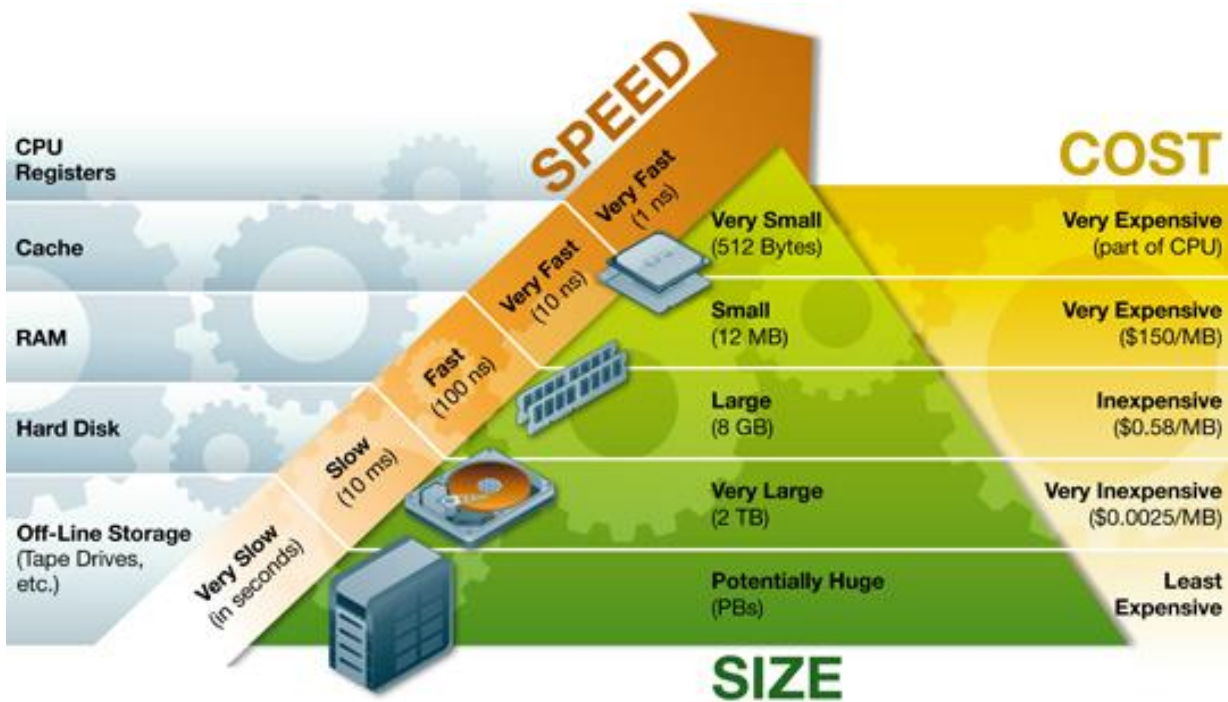 SPEED
COST
CPU
Registers
Very Fast
(1 ns)
Very Small
(512 Bytes)
Very Expensive
(part of CPU)
Cache
Very Fast
(10 ns)
Small
(12 MB)
Very Expensive
($150/MB)
RAM
Fast
(100 ns)
Large
(8 GB)
Inexpensive
($0.58/MB)
Hard Disk
Slow
(10 ms)
Very Large
(2 TB)
Very Inexpensive
($0.0025/MB)
Off-Line Storage
(Tape Drives,
etc.)
Very Slow
(in seconds)
Potentially Huge
(PBs)
Least
Expensive
SIZE